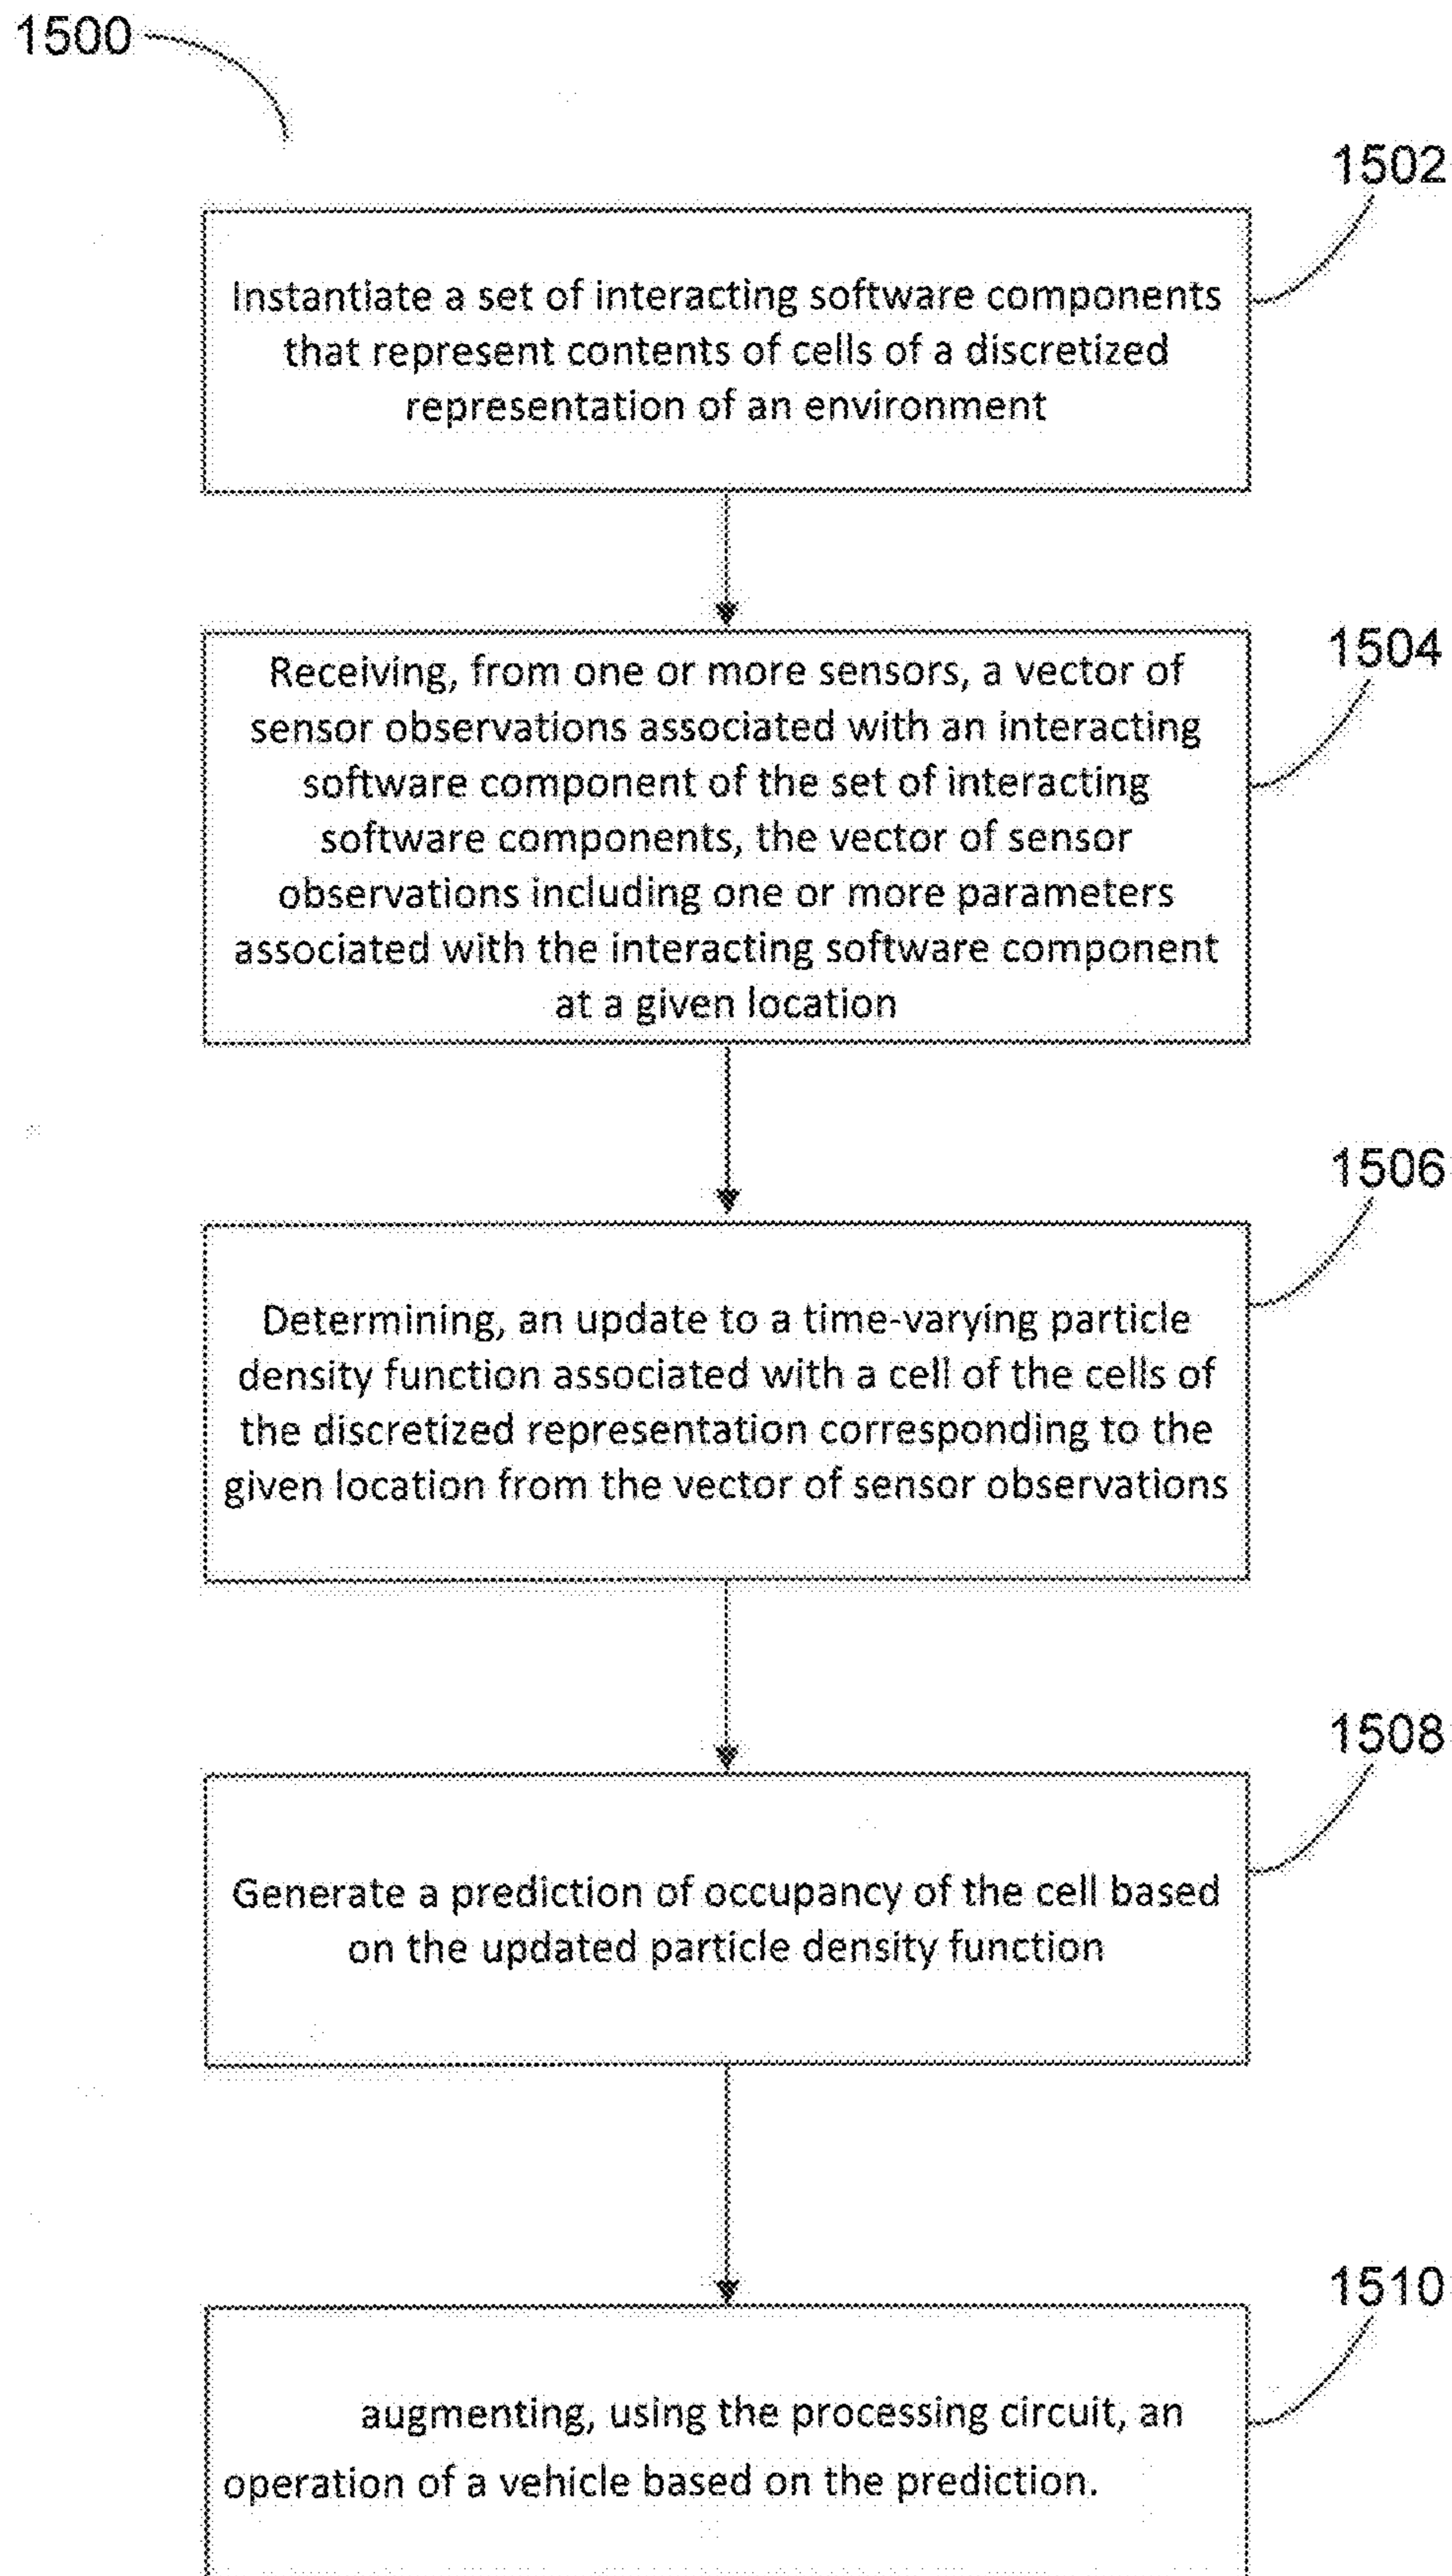 1500
1502
Instantiate a set of interacting software components
that represent contents of cells of a discretized
representation of an environment
1504
Receiving, from one or more sensors, a vector of
sensor observations associated with an interacting
software component of the set of interacting
software components, the vector of sensor
observations including one or more parameters
associated with the interacting software component
at a given location
1506
Determining, an update to a time-varying particle
density function associated with a cell of the cells of
the discretized representation corresponding to the
given location from the vector of sensor observations
1508
Generate a prediction of occupancy of the cell based
on the updated particle density function
1510
augmenting, using the processing circuit, an
operation of a vehicle based on the prediction.